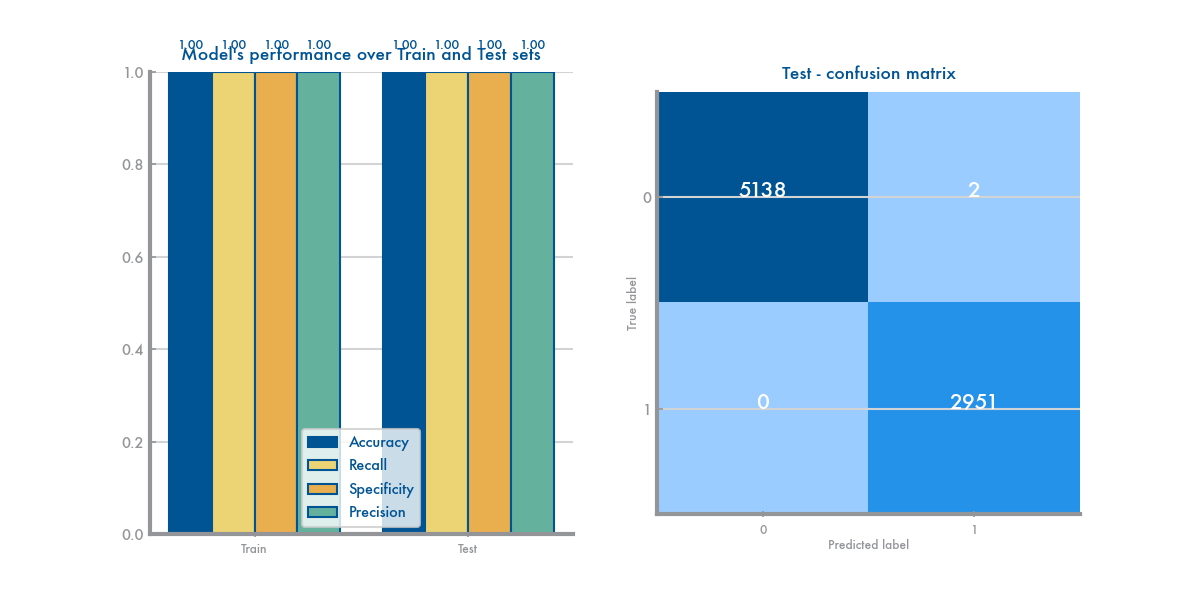 1.00 1.00 1.00 1.00 1.00 1.00 1.00 1.00
Model's performance over Train and Test sets
1.0
0.8
0.6
0.4
0.2
0.0
Accuracy
Recall
Specificity
Precision
Train Test
Test - confusion matrix
True label
0
5138 2
1
0 2951
0 1
Predicted label